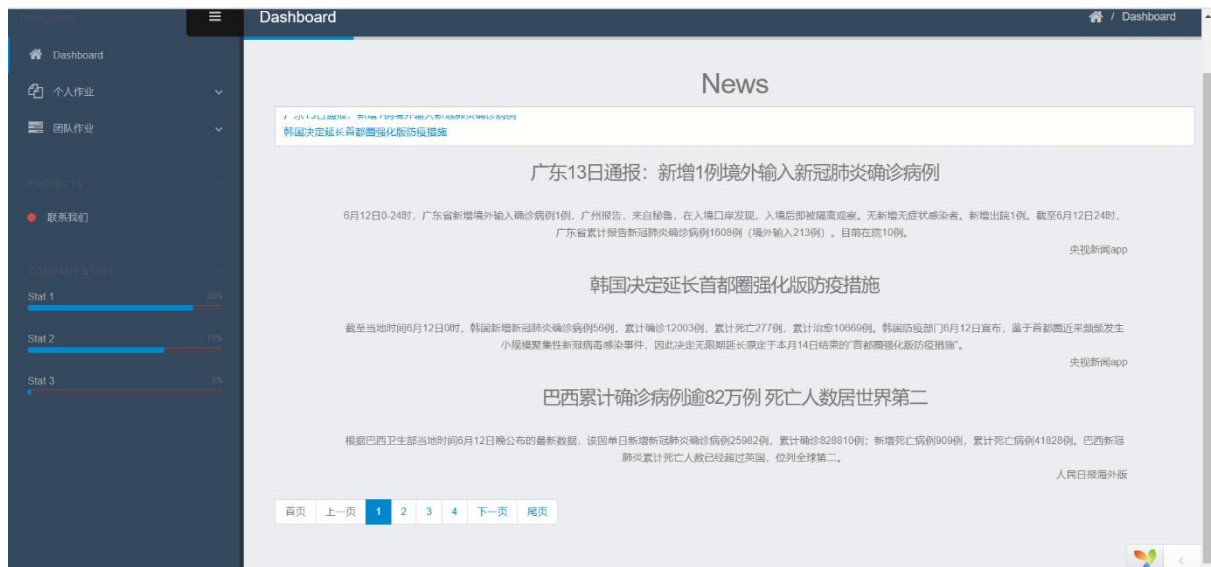 Navigation
Dashboard
/ Dashboard
Dashboard
个人作业
团队作业
PROJECTS
联系我们
COMPANY STATS
Stat 1
Stat 2
Stat 3
News
广东13日通报：新增1例境外输入新冠肺炎确诊病例
韩国决定延长首都圈强化版防疫措施
广东13日通报：新增1例境外输入新冠肺炎确诊病例
6月12日0-24时，广东省新增境外输入确诊病例1例，广州报告，来自秘鲁，在入境口岸发现，入境后即被隔离观察。无新增无症状感染者。新增出院1例。截至6月12日24时，
广东省累计报告新冠肺炎确诊病例1608例（境外输入213例）。目前在院10例。
央视新闻app
韩国决定延长首都圈强化版防疫措施
截至当地时间6月12日0时，韩国新增新冠肺炎确诊病例56例，累计确诊12003例，累计死亡277例，累计治愈10669例。韩国防疫部门6月12日宣布，鉴于首都圈近来频频发生
小规模聚集性新冠病毒感染事件，因此决定无限期延长原定于本月14日结束的“首都圈强化版防疫措施”。
央视新闻app
巴西累计确诊病例逾82万例 死亡人数居世界第二
根据巴西卫生部当地时间6月12日晚公布的最新数据，该国单日新增新冠肺炎确诊病例25982例，累计确诊828810例；新增死亡病例909例，累计死亡病例41828例。巴西新冠
肺炎累计死亡人数已经超过英国，位列全球第二。
人民日报海外版
首页 上一页 1 2 3 4 下一页 尾页